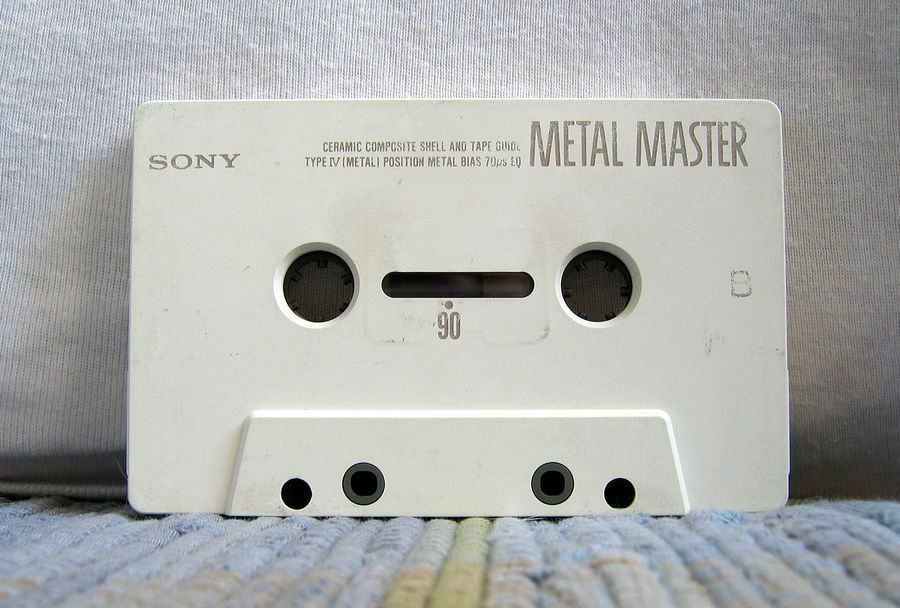 SONY
CERAMIC COMPOSITE SHELL AND TAPE GUIDE
TYPE IV (METAL) POSITION METAL BIAS 70µs EQ
METAL MASTER
B
90